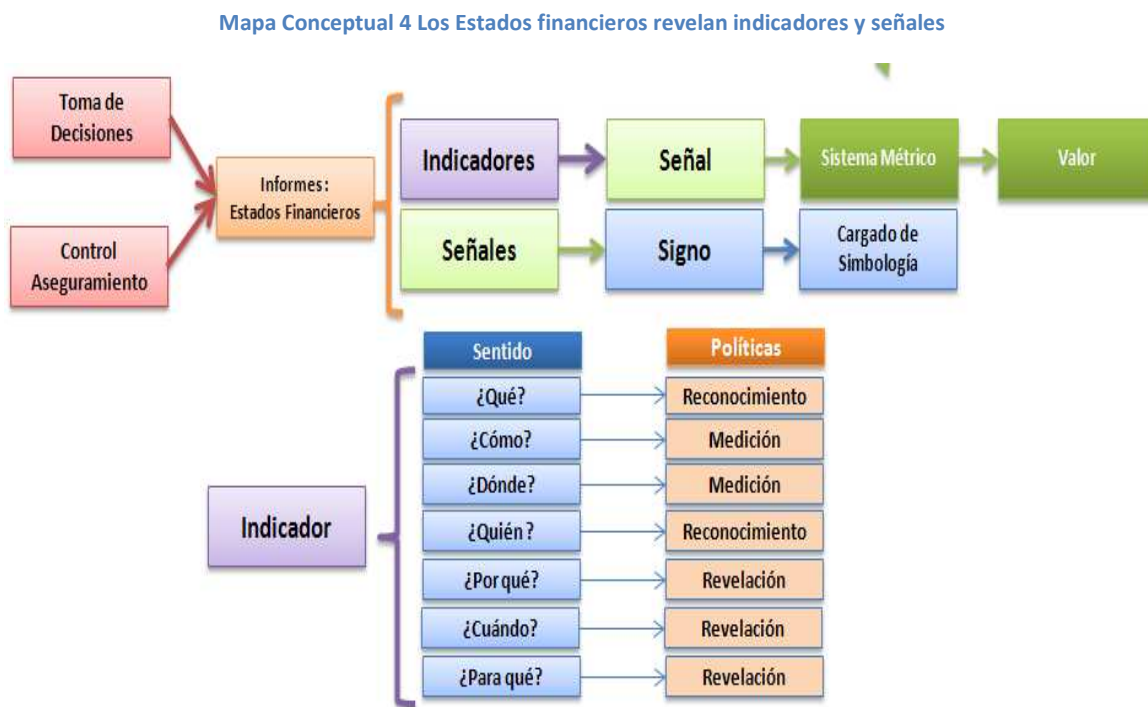 Mapa Conceptual 4 Los Estados financieros revelan indicadores y señales
Toma de
Decisiones
Control
Aseguramiento
Informes:
Estados Financieros
Indicadores
Señal
Sistema Métrico
Valor
Señales
Signo
Cargado de
Simbología
Indicador
Sentido
Políticas
¿Qué?
Reconocimiento
¿Cómo?
Medición
¿Dónde?
Medición
¿Quién?
Reconocimiento
¿Por qué?
Revelación
¿Cuándo?
Revelación
¿Para qué?
Revelación